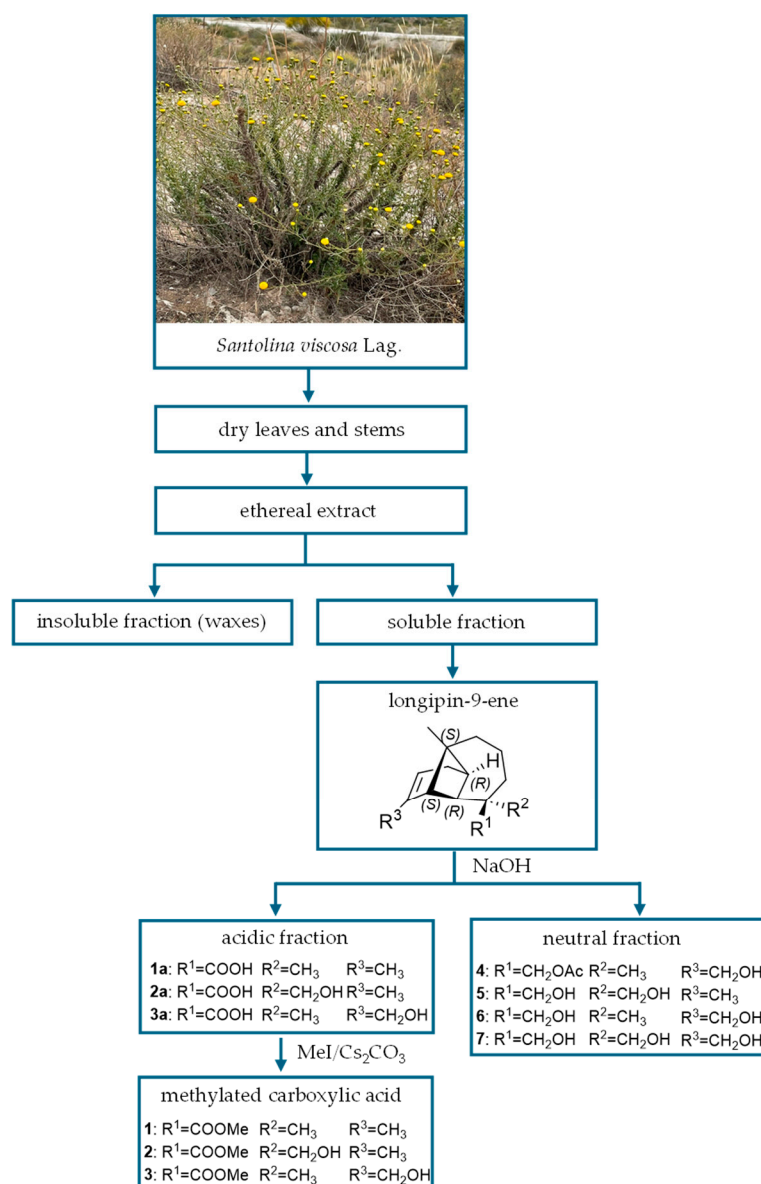 Santolina viscosa Lag.
dry leaves and stems
ethereal extract
insoluble fraction (waxes)
soluble fraction
longipin-9-ene
(S)
H
(R)
(S) (R)
R³ R¹ R²
NaOH
acidic fraction
1a: R¹=COOH R²=CH₃ R³=CH₃
2a: R¹=COOH R²=CH₂OH R³=CH₃
3a: R¹=COOH R²=CH₃ R³=CH₂OH
neutral fraction
4: R¹=CH₂OAc R²=CH₃ R³=CH₂OH
5: R¹=CH₂OH R²=CH₂OH R³=CH₃
6: R¹=CH₂OH R²=CH₃ R³=CH₂OH
7: R¹=CH₂OH R²=CH₂OH R³=CH₂OH
MeI/Cs₂CO₃
methylated carboxylic acid
1: R¹=COOMe R²=CH₃ R³=CH₃
2: R¹=COOMe R²=CH₂OH R³=CH₃
3: R¹=COOMe R²=CH₃ R³=CH₂OH